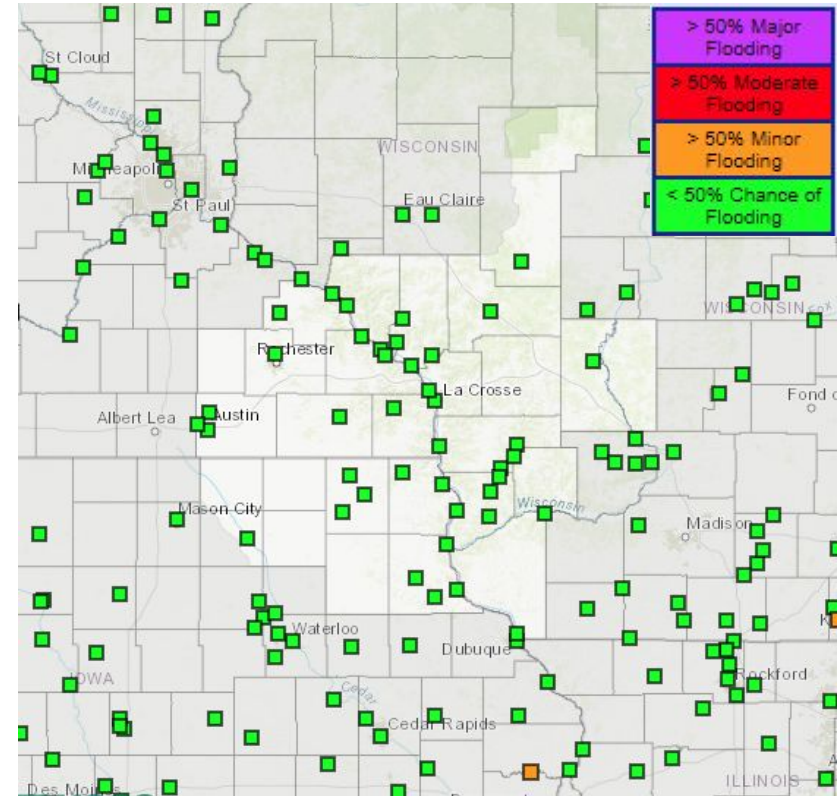 > 50% Major
Flooding
> 50% Moderate
Flooding
> 50% Minor
Flooding
< 50% Chance of
Flooding
St Cloud
Mississippi
WISCONSIN
St Paul
Eau Claire
WISCONSIN
Fox
Rochester
La Crosse
Fond
Albert Lea
Austin
Mason City
Wisconsin
Madison
Waterloo
Dubuque
IOWA
Rockford
Cedar
Cedar Rapids
ILLINOIS
Des Moines